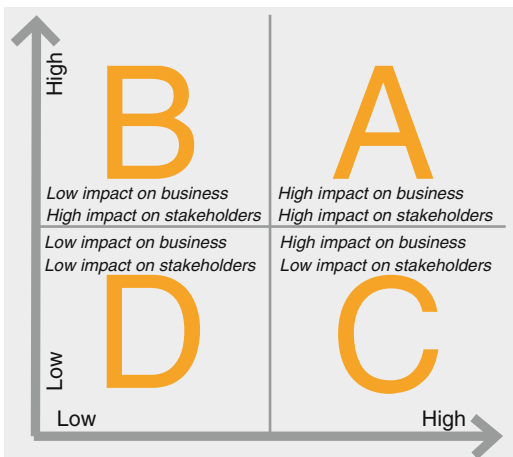 High
B
A
Low impact on business
High impact on stakeholders
High impact on business
High impact on stakeholders
Low impact on business
Low impact on stakeholders
High impact on business
Low impact on stakeholders
D
C
Low
Low
High